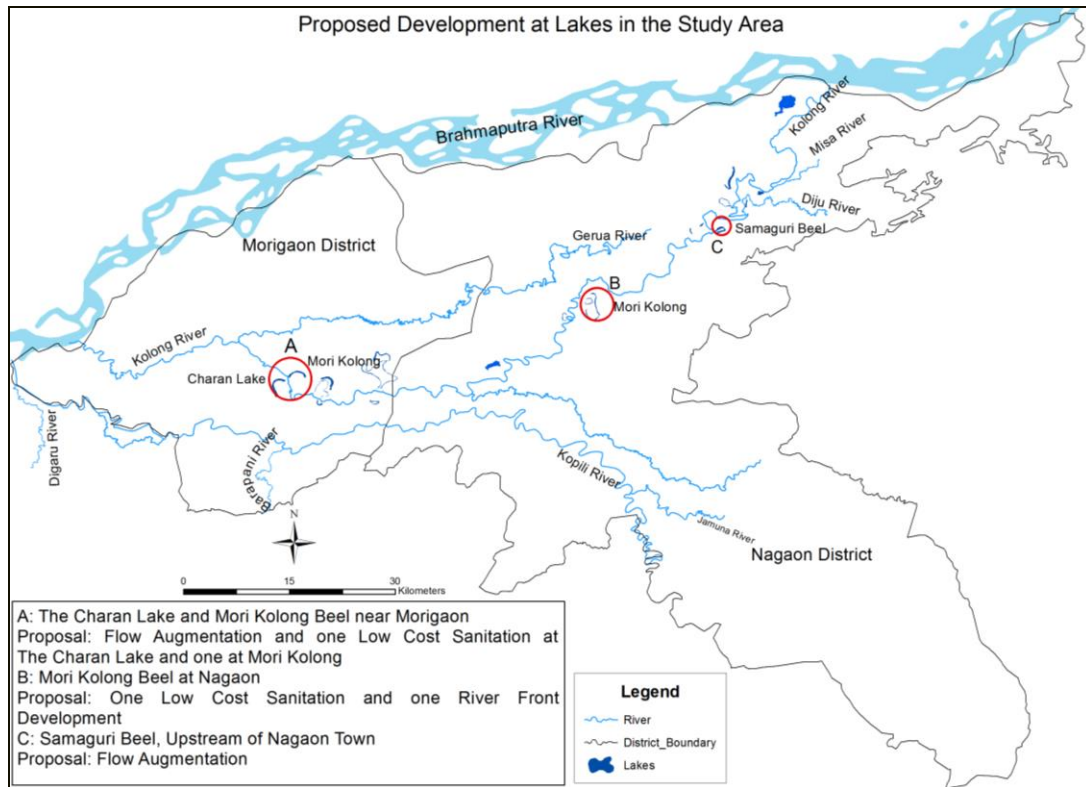 Proposed Development at Lakes in the Study Area
Brahmaputra River
Kolong River
Misa River
Diju River
Samaguri Beel
C
Gerua River
Morigaon District
B
Mori Kolong
Kolong River
A
Mori Kolong
Charan Lake
Digaru River
Barapani River
Kopili River
Jamuna River
Nagaon District
N
0 15 30
Kilometers
A: The Charan Lake and Mori Kolong Beel near Morigaon
Proposal: Flow Augmentation and one Low Cost Sanitation at
The Charan Lake and one at Mori Kolong
B: Mori Kolong Beel at Nagaon
Proposal: One Low Cost Sanitation and one River Front
Development
C: Samaguri Beel, Upstream of Nagaon Town
Proposal: Flow Augmentation
Legend
River
District_Boundary
Lakes